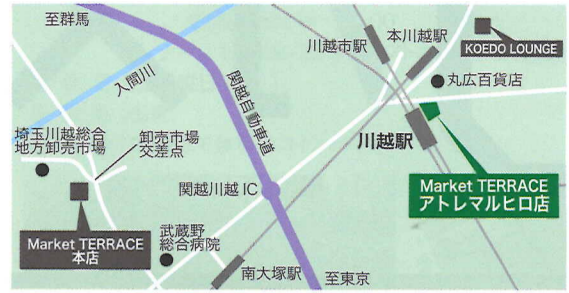 至群馬
川越市駅
本川越駅
KOEDO LOUNGE
入間川
関越自動車道
丸広百貨店
埼玉川越総合
地方卸売市場
卸売市場
交差点
川越駅
関越川越 IC
Market TERRACE
アトレマルヒロ店
Market TERRACE
本店
武蔵野
総合病院
南大塚駅
至東京